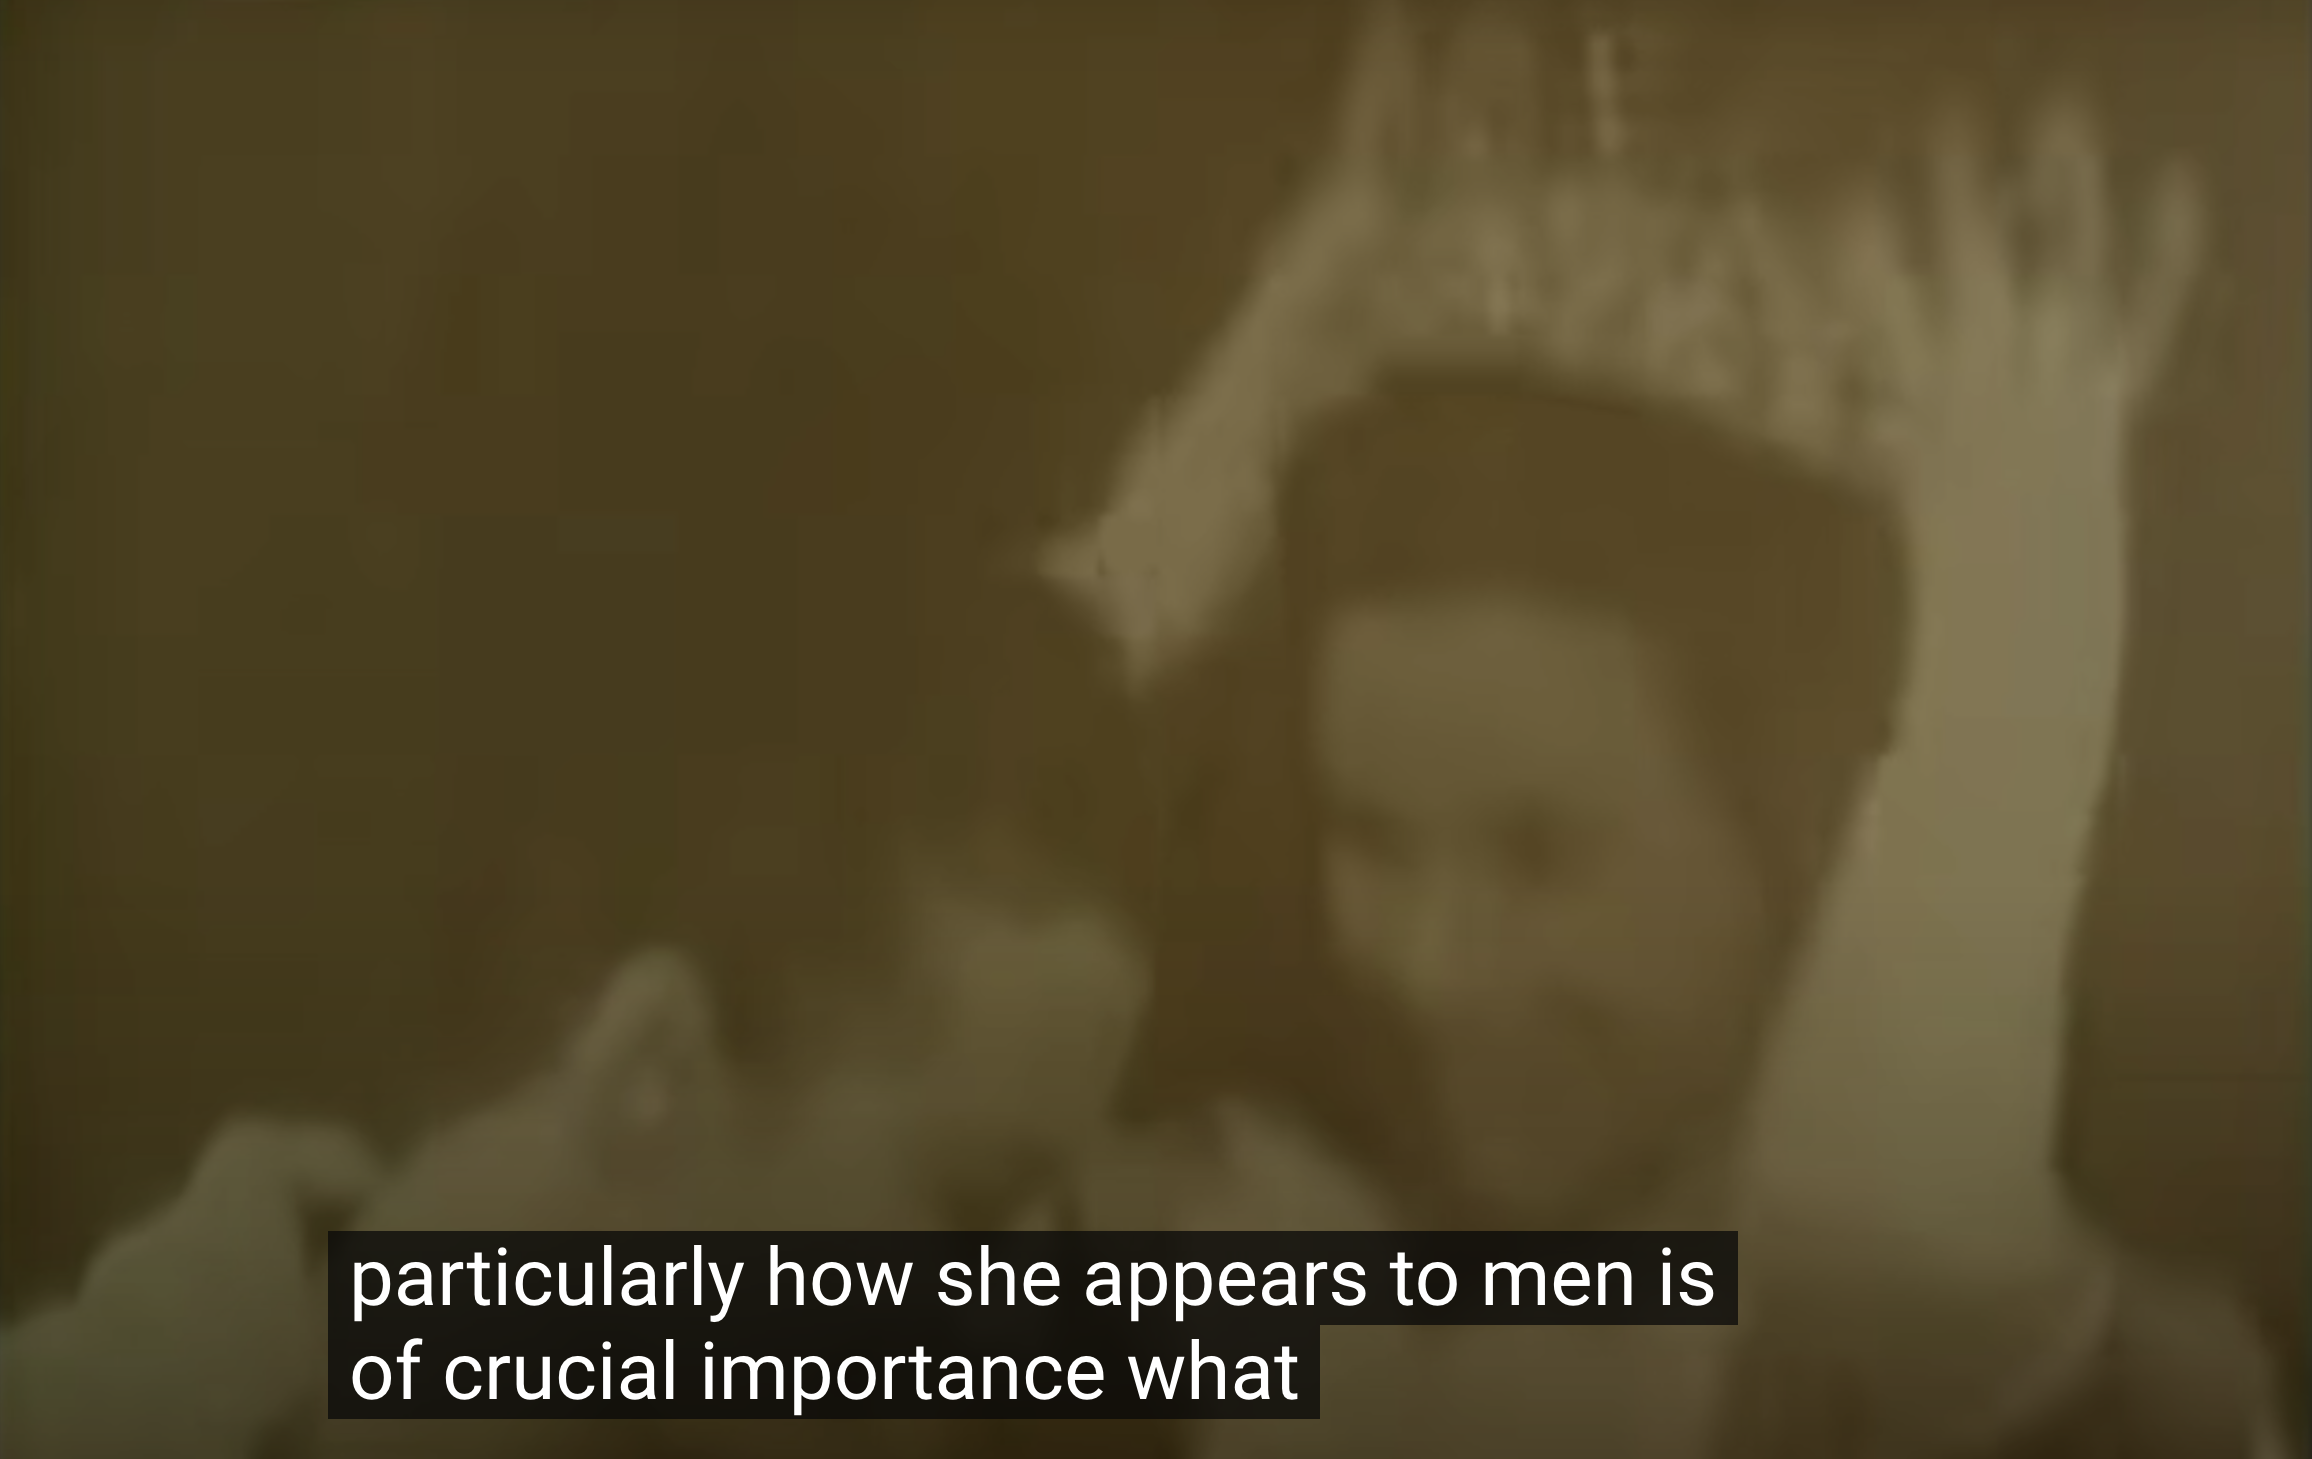 particularly how she appears to men is
of crucial importance what